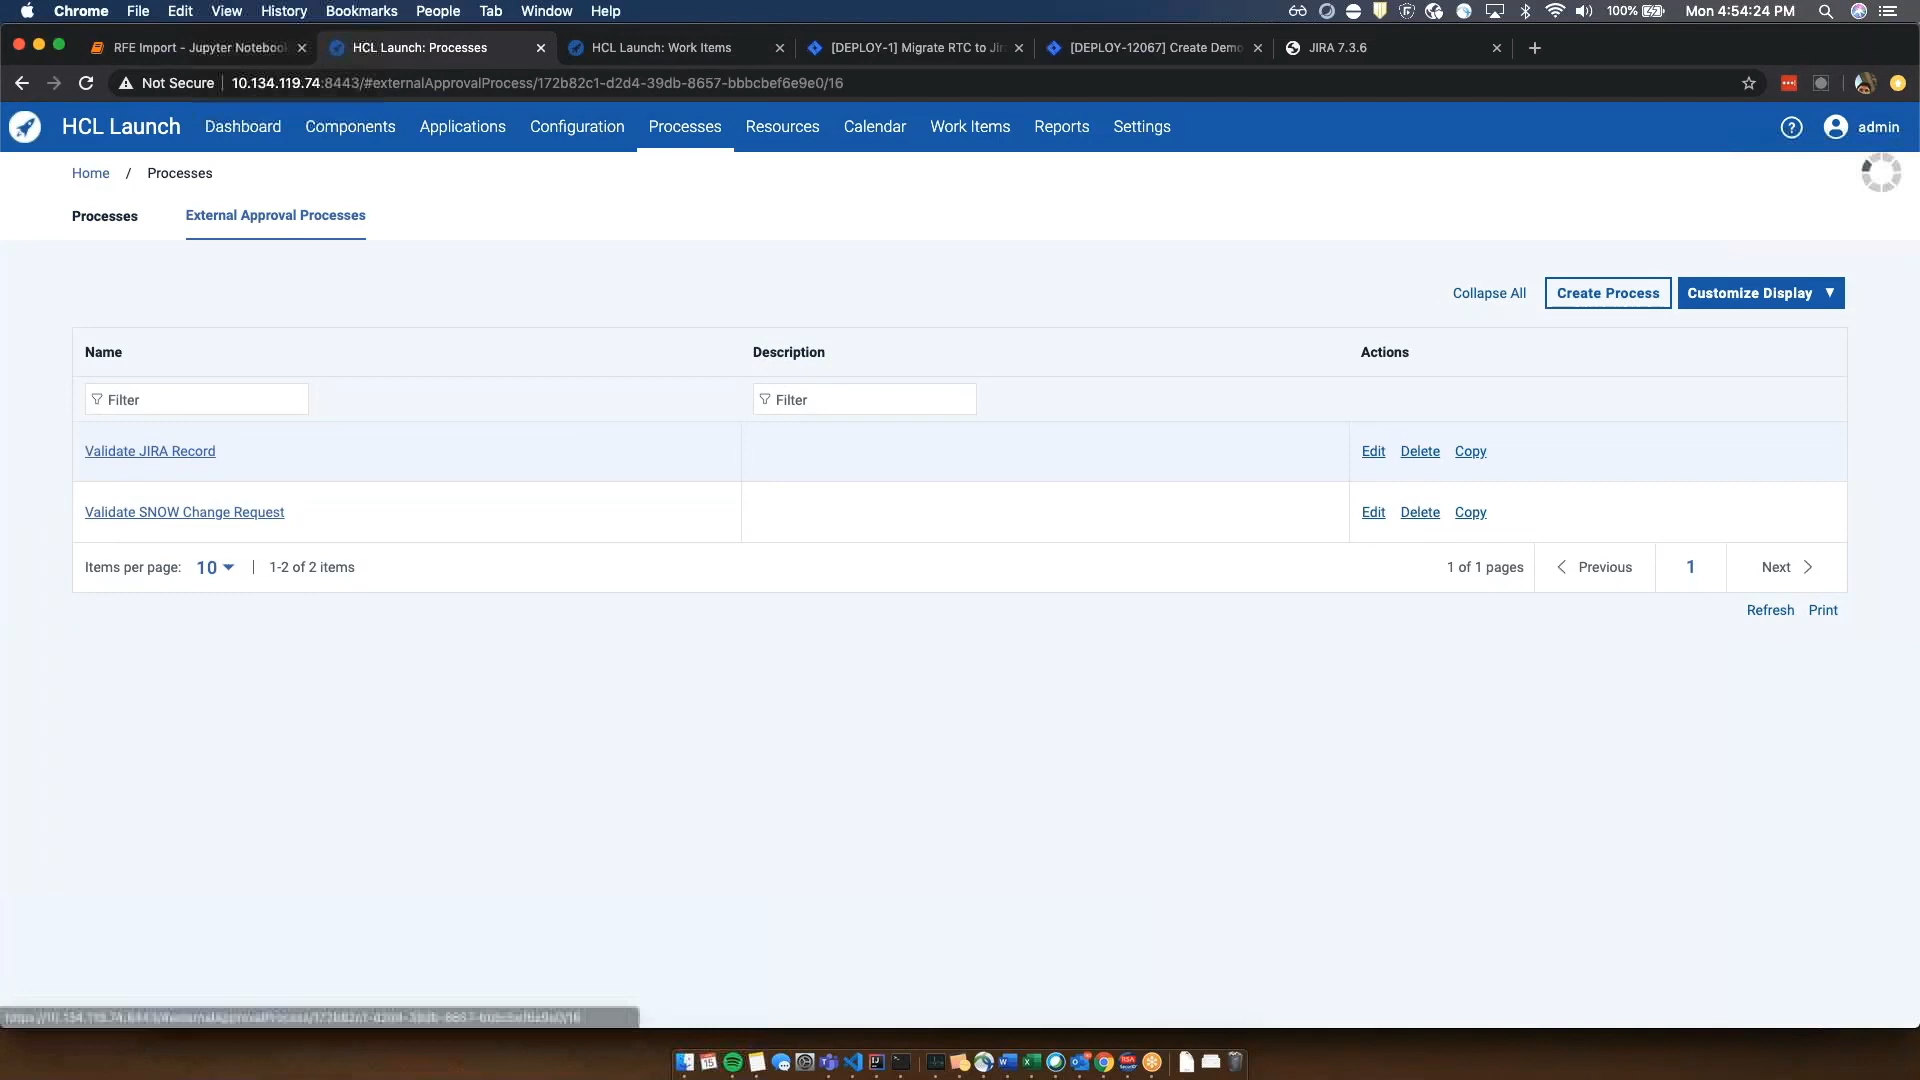 Chrome File Edit View History Bookmarks People Tab Window Help 100% Mon 4:54:24 PM
RFE Import - Jupyter Noteboo HCL Launch: Processes HCL Launch: Work Items [DEPLOY-1] Migrate RTC to Jir [DEPLOY-12067] Create Demo JIRA 7.3.6
Not Secure 10.134.119.74:8443/#externalApprovalProcess/172b82c1-d2d4-39db-8657-bbbcbef6e9e0/16
HCL Launch Dashboard Components Applications Configuration Processes Resources Calendar Work Items Reports Settings ? admin
Home / Processes
Processes External Approval Processes
Collapse All Create Process Customize Display
Name Description Actions
Filter Filter
Validate JIRA Record Edit Delete Copy
Validate SNOW Change Request Edit Delete Copy
Items per page: 10 | 1-2 of 2 items 1 of 1 pages Previous 1 Next
Refresh Print